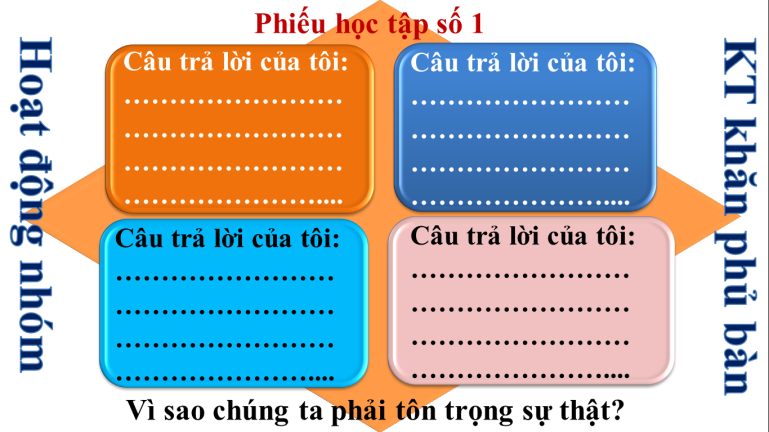 Phiếu học tập số 1
Hoạt động nhóm
Câu trả lời của tôi:
……………………
……………………
……………………
…………………....
Câu trả lời của tôi:
……………………
……………………
……………………
…………………....
KT khăn phủ bàn
Câu trả lời của tôi:
……………………
……………………
……………………
…………………....
Câu trả lời của tôi:
……………………
……………………
……………………
…………………....
Vì sao chúng ta phải tôn trọng sự thật?